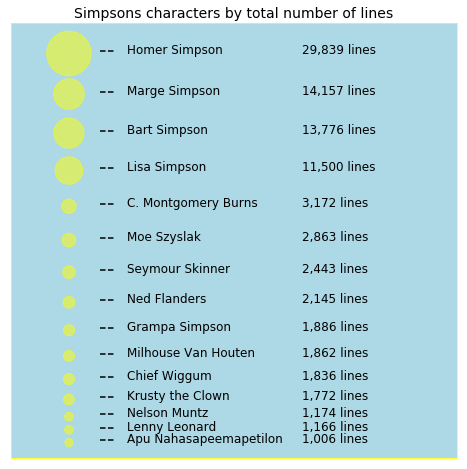 Simpsons characters by total number of lines
Homer Simpson 29,839 lines
Marge Simpson 14,157 lines
Bart Simpson 13,776 lines
Lisa Simpson 11,500 lines
C. Montgomery Burns 3,172 lines
Moe Szyslak 2,863 lines
Seymour Skinner 2,443 lines
Ned Flanders 2,145 lines
Grampa Simpson 1,886 lines
Milhouse Van Houten 1,862 lines
Chief Wiggum 1,836 lines
Krusty the Clown 1,772 lines
Nelson Muntz 1,174 lines
Lenny Leonard 1,166 lines
Apu Nahasapeemapetilon 1,006 lines